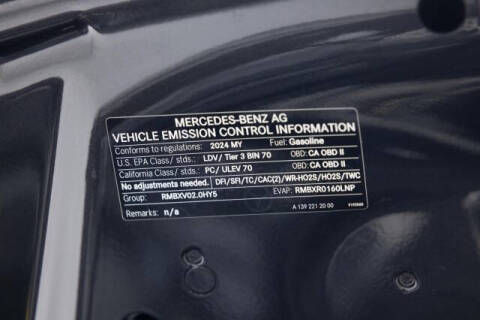 MERCEDES-BENZ AG
VEHICLE EMISSION CONTROL INFORMATION
Conforms to regulations: 2024 MY Fuel: Gasoline
U.S. EPA Class / stds.: LDV/ Tier 3 BIN 70 OBD: CA OBD II
California Class / stds.: PC/ ULEV 70 OBD: CA OBD II
No adjustments needed. DFI/SFI/TC/CAC(2)/WR-HO2S/HO2S/TWC
Group: RMBXV02.0HY5 EVAP: RMBXR0160LNP
Remarks: n/a
A 139 221 20 00